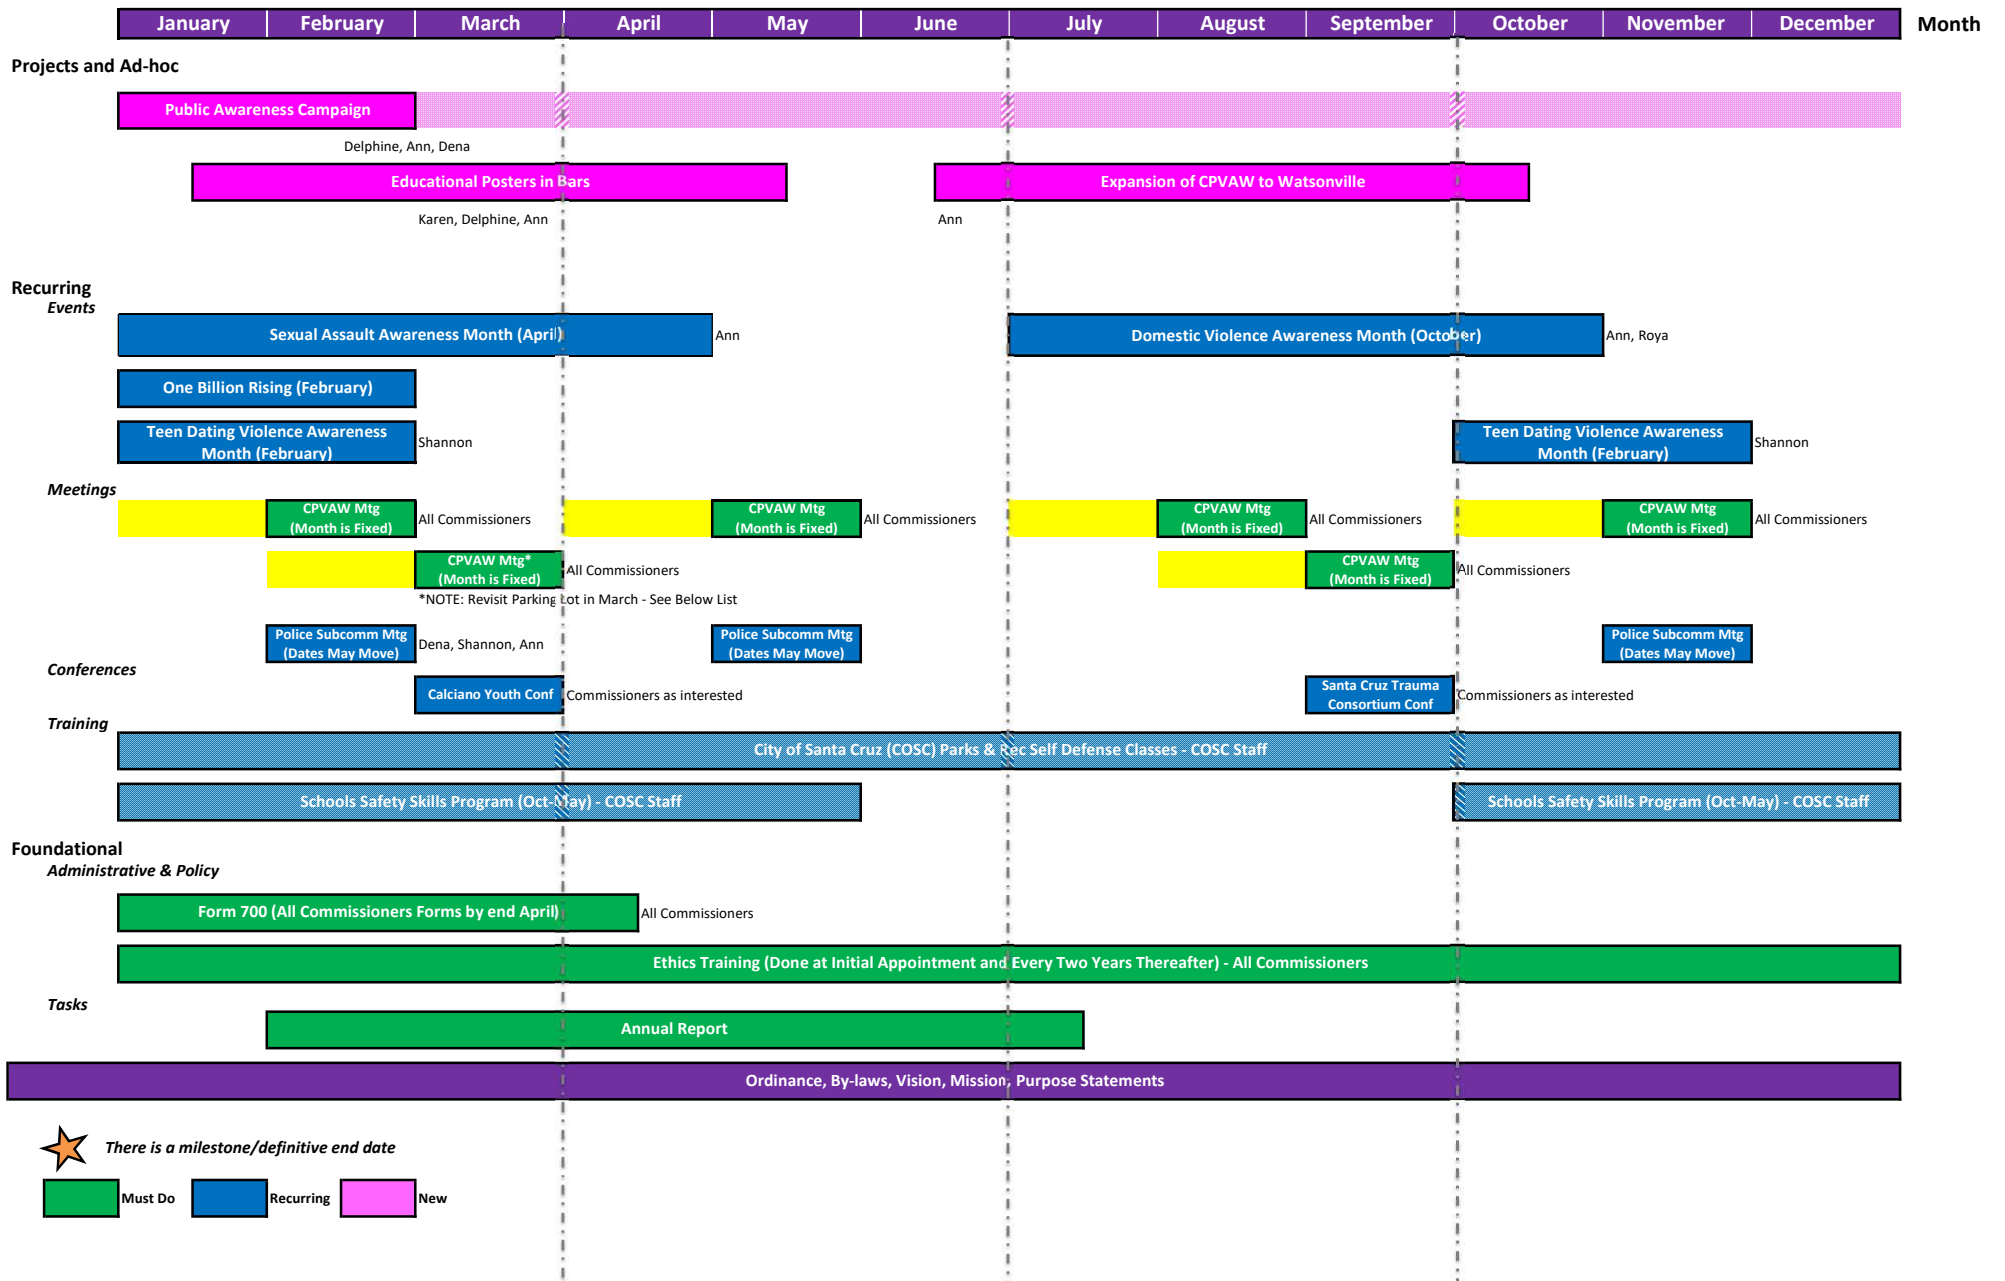 January February March April May June July August September October November December Month
Projects and Ad-hoc
Public Awareness Campaign
Delphine, Ann, Dena
Educational Posters in Bars
Expansion of CPVAW to Watsonville
Karen, Delphine, Ann
Ann
Recurring
Events
Sexual Assault Awareness Month (April)
Ann
Domestic Violence Awareness Month (October)
Ann, Roya
One Billion Rising (February)
Teen Dating Violence Awareness
Month (February)
Shannon
Teen Dating Violence Awareness
Month (February)
Shannon
Meetings
CPVAW Mtg
(Month is Fixed)
All Commissioners
CPVAW Mtg
(Month is Fixed)
All Commissioners
CPVAW Mtg
(Month is Fixed)
All Commissioners
CPVAW Mtg
(Month is Fixed)
All Commissioners
CPVAW Mtg*
(Month is Fixed)
All Commissioners
CPVAW Mtg
(Month is Fixed)
All Commissioners
*NOTE: Revisit Parking Lot in March - See Below List
Police Subcomm Mtg
(Dates May Move)
Dena, Shannon, Ann
Police Subcomm Mtg
(Dates May Move)
Police Subcomm Mtg
(Dates May Move)
Conferences
Calciano Youth Conf
Commissioners as interested
Santa Cruz Trauma
Consortium Conf
Commissioners as interested
Training
City of Santa Cruz (COSC) Parks & Rec Self Defense Classes - COSC Staff
Schools Safety Skills Program (Oct-May) - COSC Staff
Schools Safety Skills Program (Oct-May) - COSC Staff
Foundational
Administrative & Policy
Form 700 (All Commissioners Forms by end April)
All Commissioners
Ethics Training (Done at Initial Appointment and Every Two Years Thereafter) - All Commissioners
Tasks
Annual Report
Ordinance, By-laws, Vision, Mission, Purpose Statements
There is a milestone/definitive end date
Must Do
Recurring
New